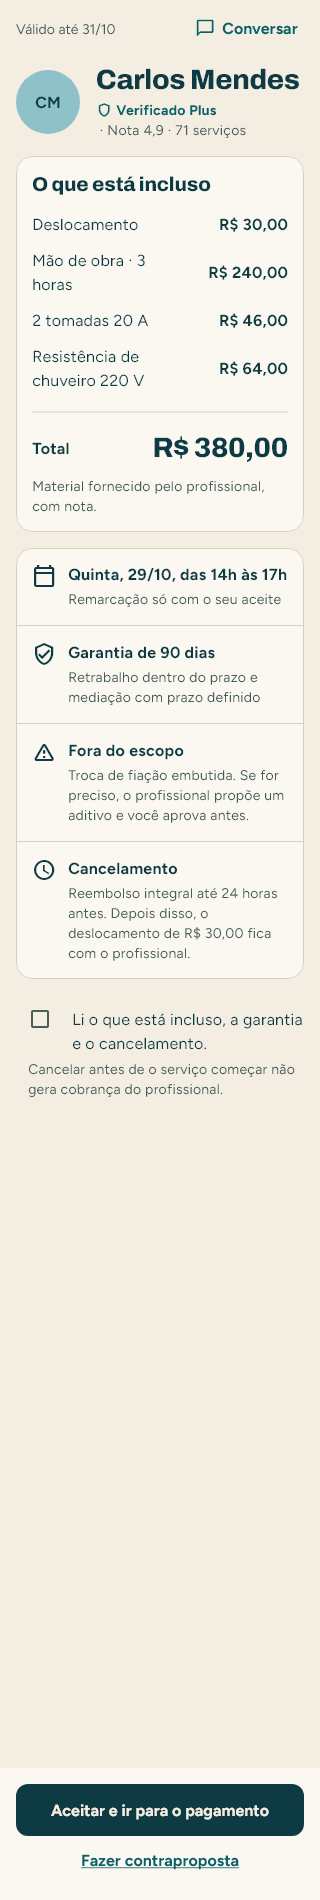 Válido até 31/10
Conversar
CM
Carlos Mendes
Verificado Plus
· Nota 4,9 · 71 serviços
O que está incluso
Deslocamento R$ 30,00
Mão de obra · 3
horas
R$ 240,00
2 tomadas 20 A R$ 46,00
Resistência de
chuveiro 220 V
R$ 64,00
Total R$ 380,00
Material fornecido pelo profissional,
com nota.
Quinta, 29/10, das 14h às 17h
Remarcação só com o seu aceite
Garantia de 90 dias
Retrabalho dentro do prazo e
mediação com prazo definido
Fora do escopo
Troca de fiação embutida. Se for
preciso, o profissional propõe um
aditivo e você aprova antes.
Cancelamento
Reembolso integral até 24 horas
antes. Depois disso, o
deslocamento de R$ 30,00 fica
com o profissional.
Li o que está incluso, a garantia
e o cancelamento.
Cancelar antes de o serviço começar não
gera cobrança do profissional.
Aceitar e ir para o pagamento
Fazer contraproposta